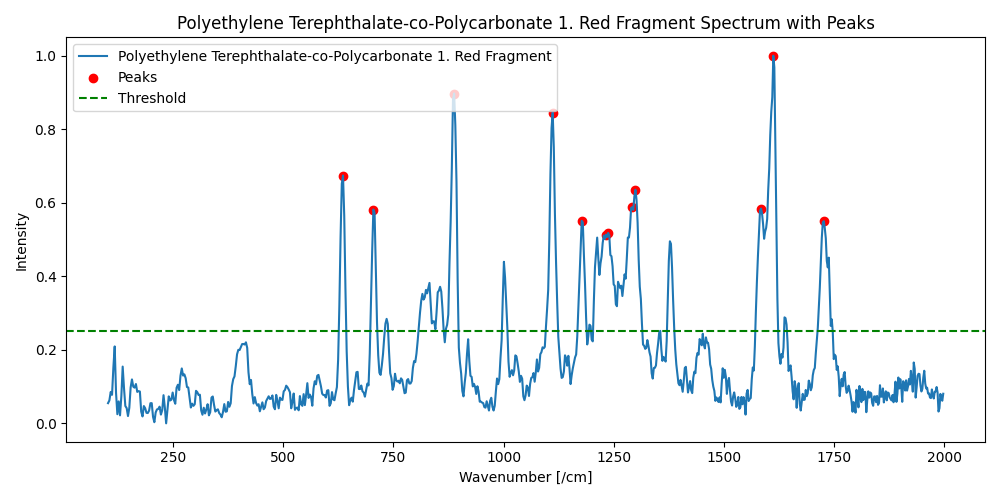 Polyethylene Terephthalate-co-Polycarbonate 1. Red Fragment Spectrum with Peaks
Polyethylene Terephthalate-co-Polycarbonate 1. Red Fragment
Peaks
Threshold
Intensity
1.0
0.8
0.6
0.4
0.2
0.0
250 500 750 1000 1250 1500 1750 2000
Wavenumber [/cm]